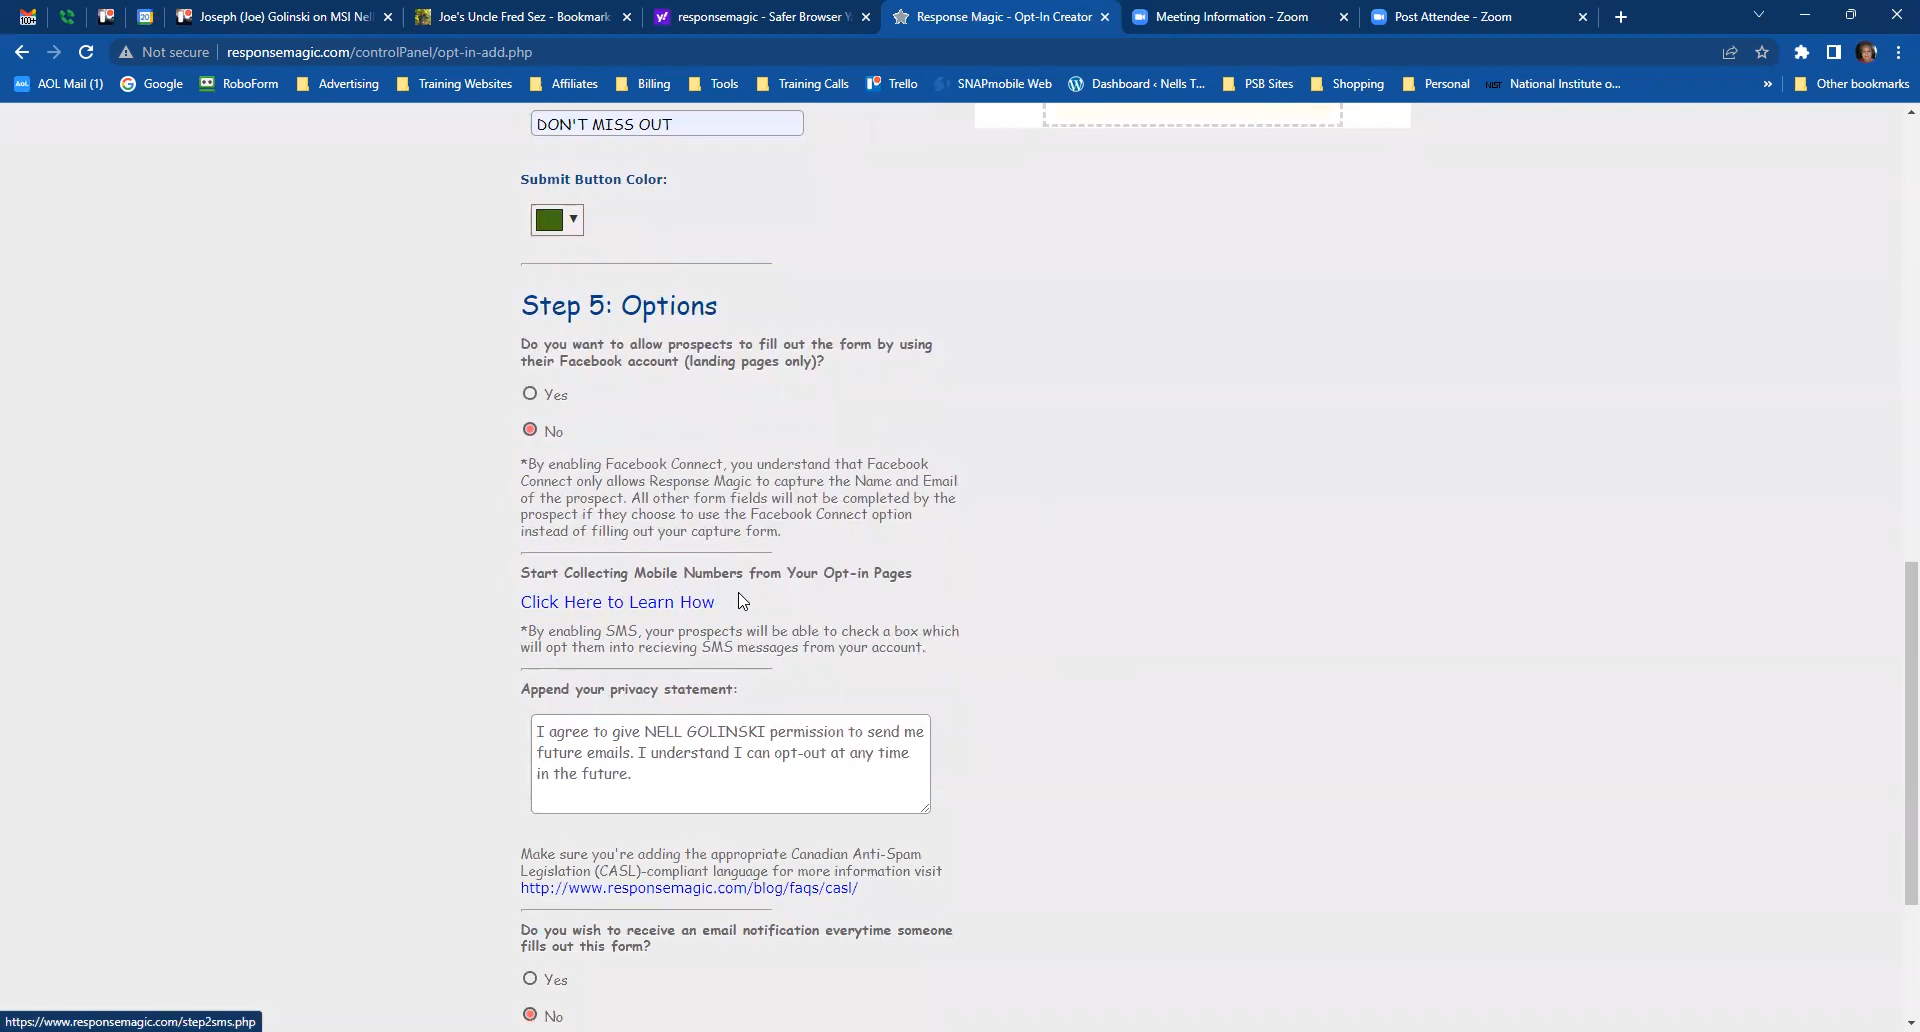 100+
20
Joseph (Joe) Golinski on MSI Nell
Joe's Uncle Fred Sez - Bookmark
responsemagic - Safer Browser Y
Response Magic - Opt-In Creator
Meeting Information - Zoom
Post Attendee - Zoom
Not secure
responsemagic.com/controlPanel/opt-in-add.php
AOL Mail (1)
Google
RoboForm
Advertising
Training Websites
Affiliates
Billing
Tools
Training Calls
Trello
SNAPmobile Web
Dashboard ‹ Nells T...
PSB Sites
Shopping
Personal
NIST
National Institute o...
»
Other bookmarks
DON'T MISS OUT
Submit Button Color:
Step 5: Options
Do you want to allow prospects to fill out the form by using
their Facebook account (landing pages only)?
Yes
No
*By enabling Facebook Connect, you understand that Facebook
Connect only allows Response Magic to capture the Name and Email
of the prospect. All other form fields will not be completed by the
prospect if they choose to use the Facebook Connect option
instead of filling out your capture form.
Start Collecting Mobile Numbers from Your Opt-in Pages
Click Here to Learn How
*By enabling SMS, your prospects will be able to check a box which
will opt them into recieving SMS messages from your account.
Append your privacy statement:
I agree to give NELL GOLINSKI permission to send me
future emails. I understand I can opt-out at any time
in the future.
Make sure you're adding the appropriate Canadian Anti-Spam
Legislation (CASL)-compliant language for more information visit
http://www.responsemagic.com/blog/faqs/casl/
Do you wish to receive an email notification everytime someone
fills out this form?
Yes
No
https://www.responsemagic.com/step2sms.php